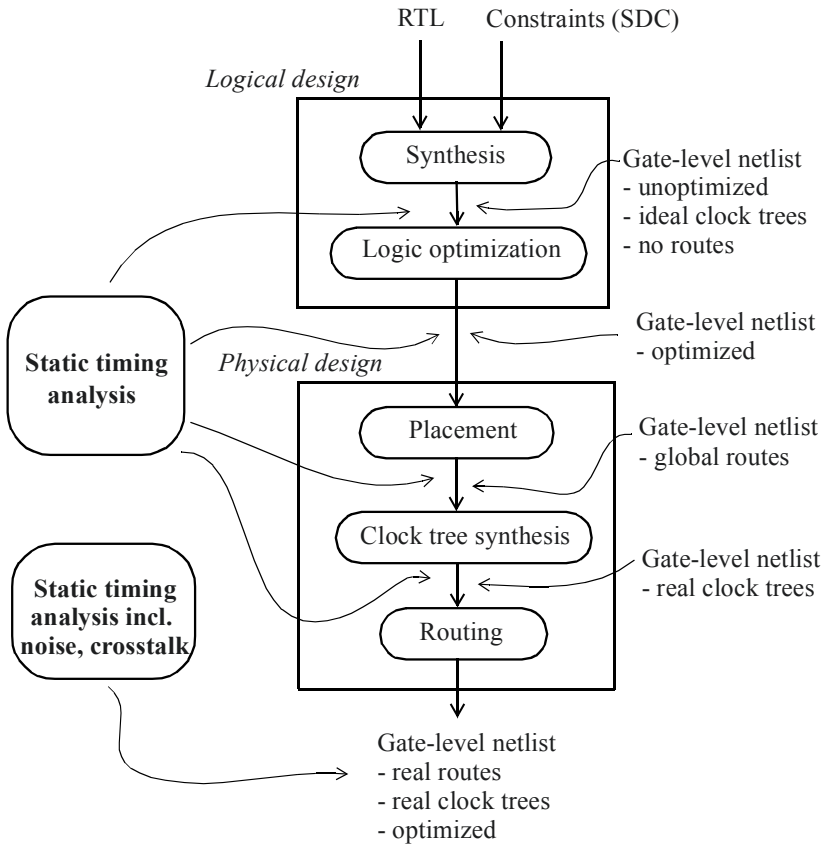 RTL
Constraints (SDC)
Logical design
Synthesis
Gate-level netlist
- unoptimized
- ideal clock trees
- no routes
Logic optimization
Gate-level netlist
- optimized
Static timing
analysis
Physical design
Placement
Gate-level netlist
- global routes
Clock tree synthesis
Gate-level netlist
- real clock trees
Static timing
analysis incl.
noise, crosstalk
Routing
Gate-level netlist
- real routes
- real clock trees
- optimized